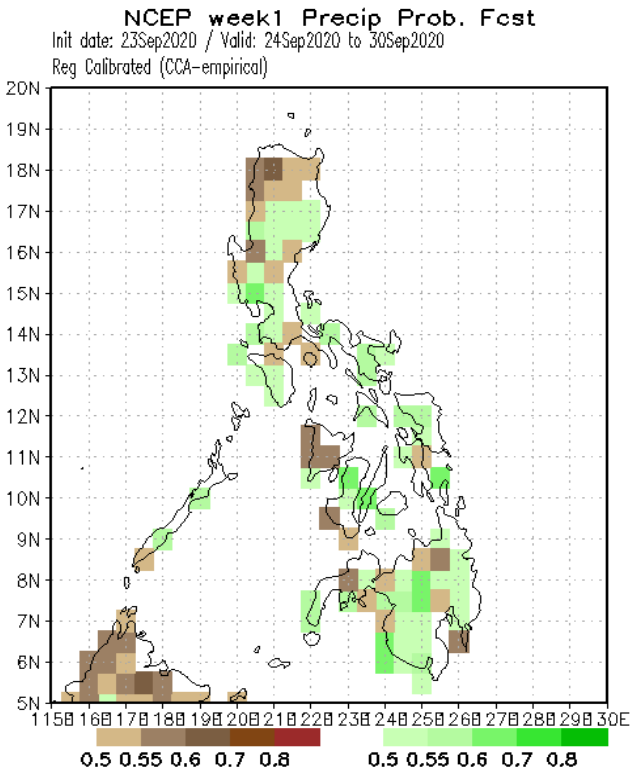 NCEP week1 Precip Prob. Fcst
Init date: 23Sep2020 / Valid: 24Sep2020 to 30Sep2020
Reg Calibrated (CCA-empirical)
20N
19N
18N
17N
16N
15N
14N
13N
12N
11N
10N
9N
8N
7N
6N
5N
115E 116E 117E 118E 119E 120E 121E 122E 123E 124E 125E 126E 127E 128E 129E 130E
0.5 0.55 0.6 0.7 0.8 0.5 0.55 0.6 0.7 0.8